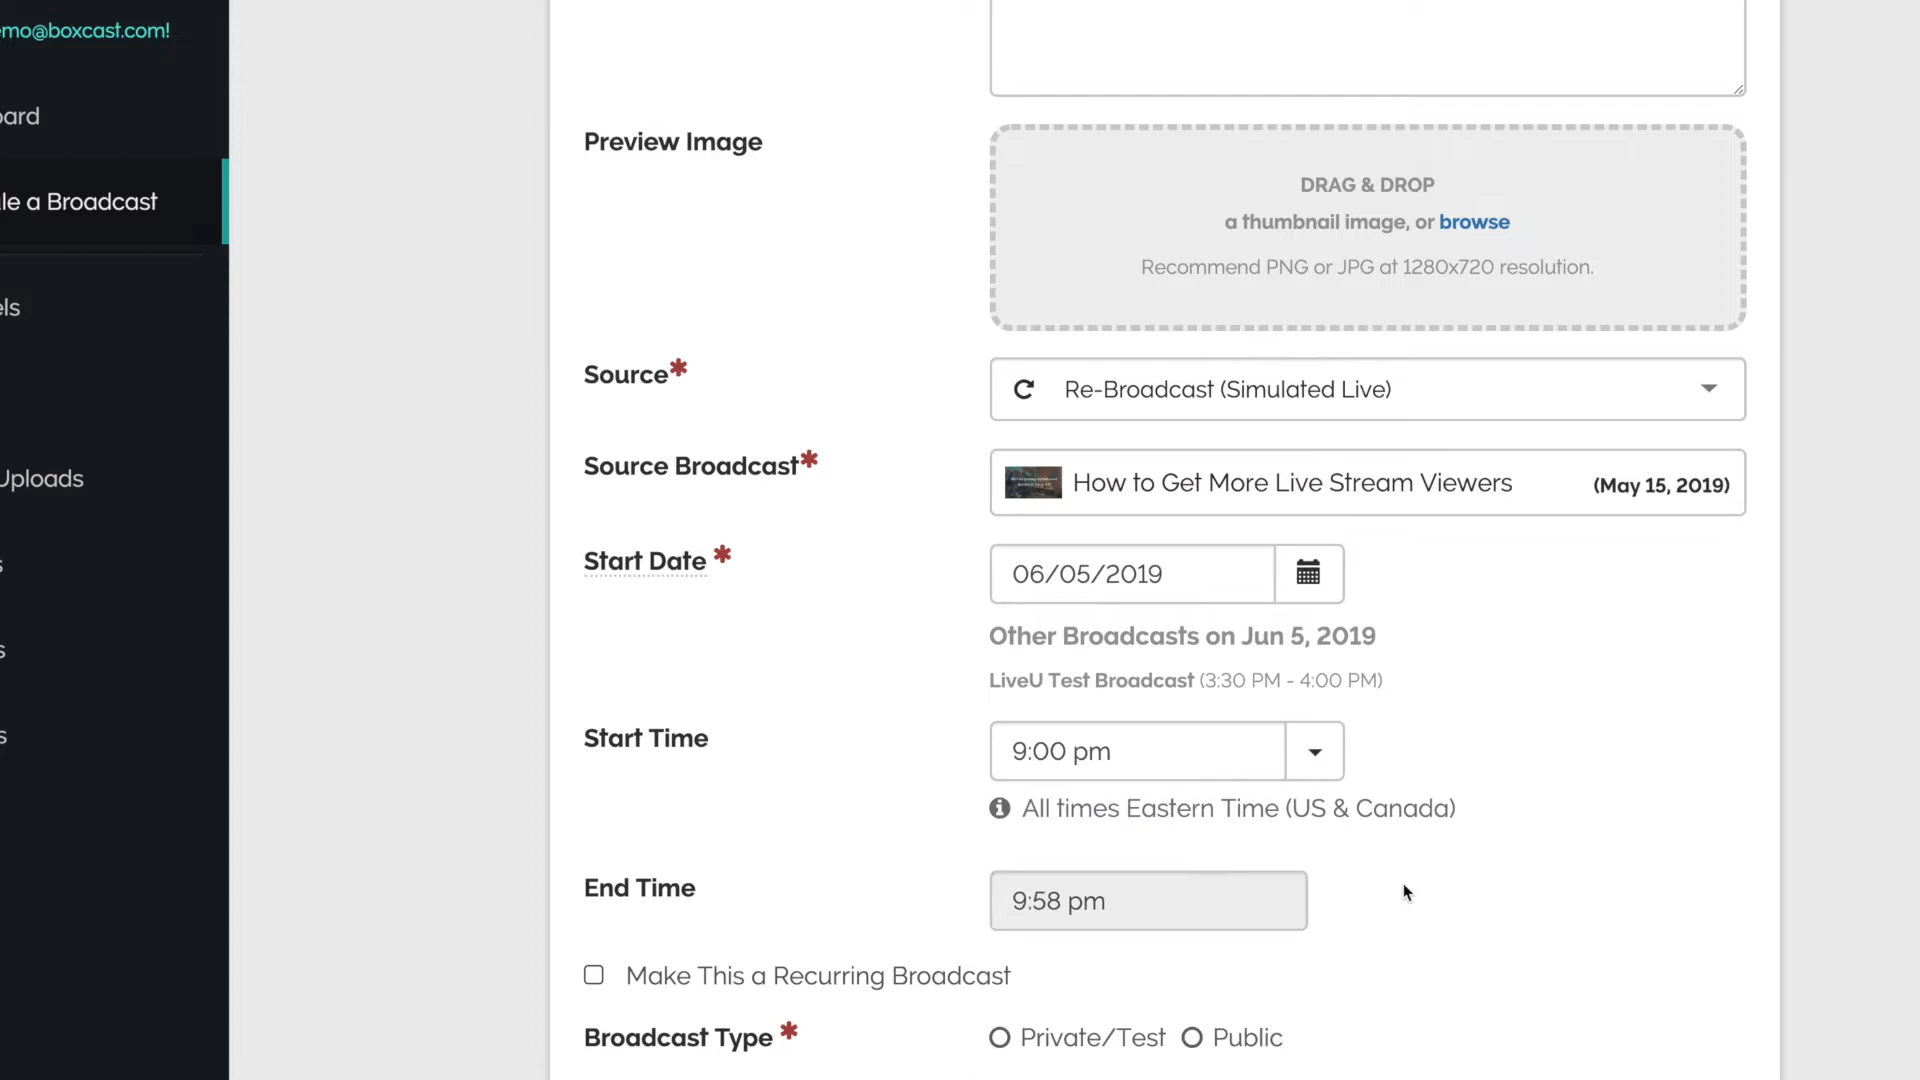 emo@boxcast.com!
oard
le a Broadcast
els
Uploads
s
s
s
Preview Image
DRAG & DROP
a thumbnail image, or browse
Recommend PNG or JPG at 1280x720 resolution.
Source*
Re-Broadcast (Simulated Live)
Source Broadcast*
How to Get More Live Stream Viewers (May 15, 2019)
Start Date *
06/05/2019
Other Broadcasts on Jun 5, 2019
LiveU Test Broadcast (3:30 PM - 4:00 PM)
Start Time
9:00 pm
All times Eastern Time (US & Canada)
End Time
9:58 pm
Make This a Recurring Broadcast
Broadcast Type *
Private/Test Public